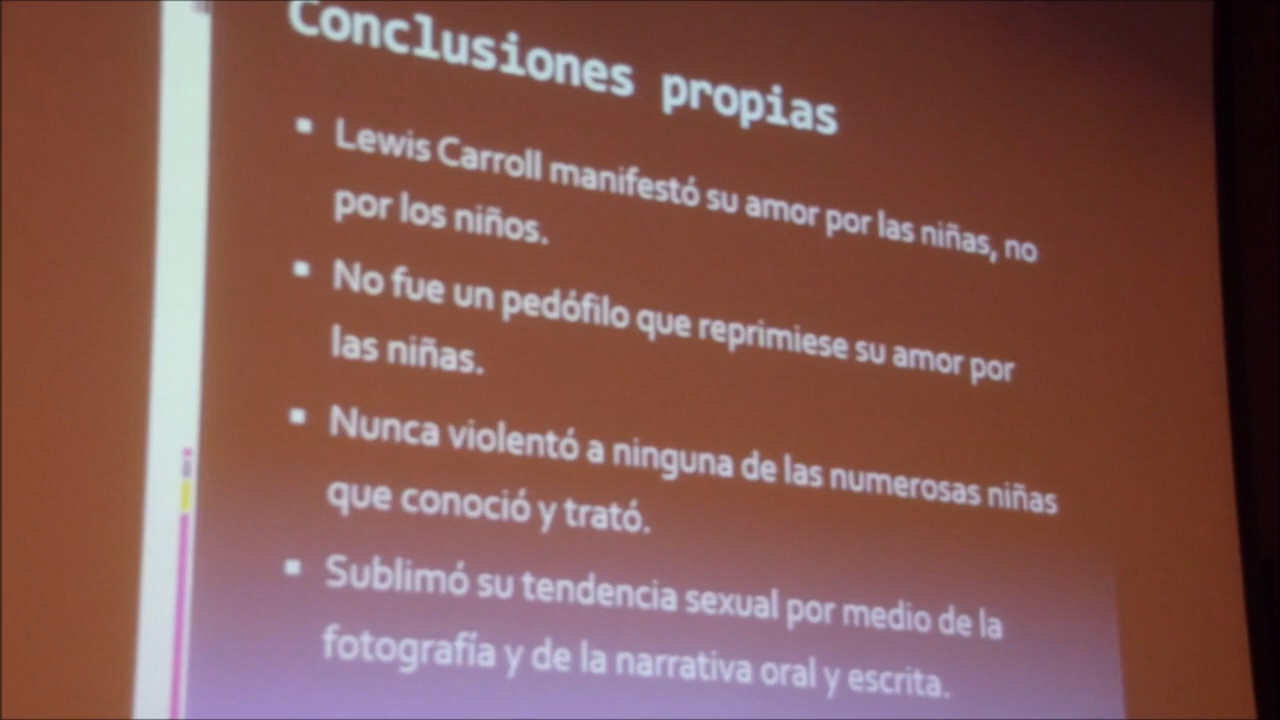 Conclusiones propias
▪ Lewis Carroll manifestó su amor por las niñas, no
por los niños.
▪ No fue un pedófilo que reprimiese su amor por
las niñas.
▪ Nunca violentó a ninguna de las numerosas niñas
que conoció y trató.
▪ Sublimó su tendencia sexual por medio de la
fotografía y de la narrativa oral y escrita.